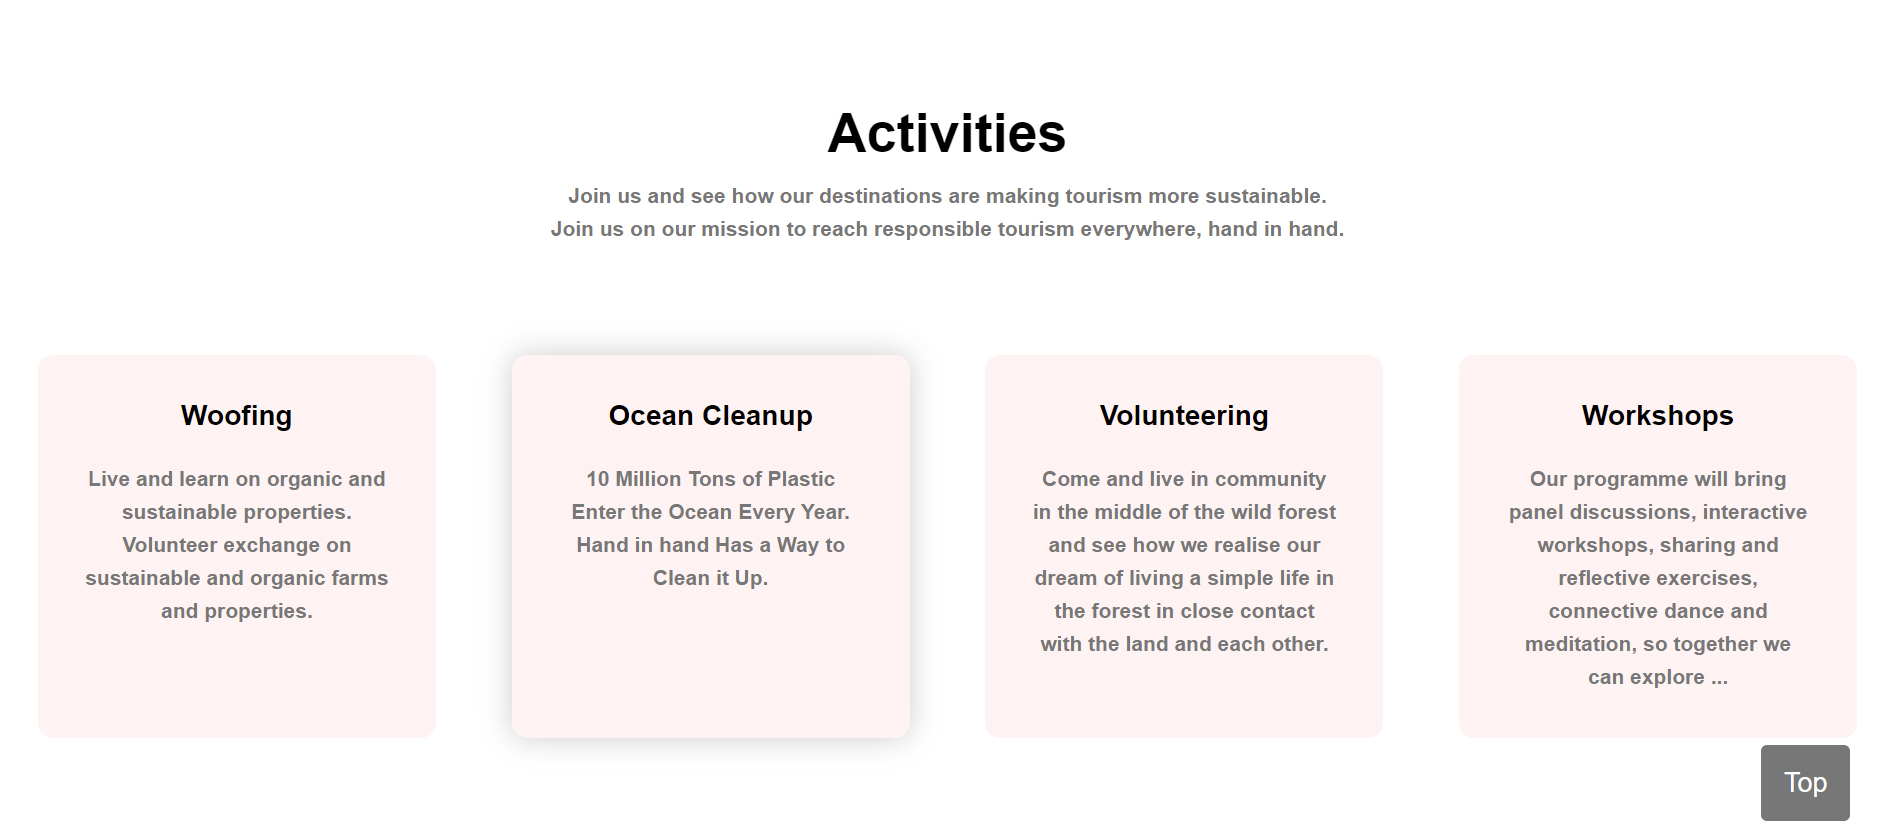 Activities
Join us and see how our destinations are making tourism more sustainable.
Join us on our mission to reach responsible tourism everywhere, hand in hand.
Woofing
Live and learn on organic and
sustainable properties.
Volunteer exchange on
sustainable and organic farms
and properties.
Ocean Cleanup
10 Million Tons of Plastic
Enter the Ocean Every Year.
Hand in hand Has a Way to
Clean it Up.
Volunteering
Come and live in community
in the middle of the wild forest
and see how we realise our
dream of living a simple life in
the forest in close contact
with the land and each other.
Workshops
Our programme will bring
panel discussions, interactive
workshops, sharing and
reflective exercises,
connective dance and
meditation, so together we
can explore ...
Top